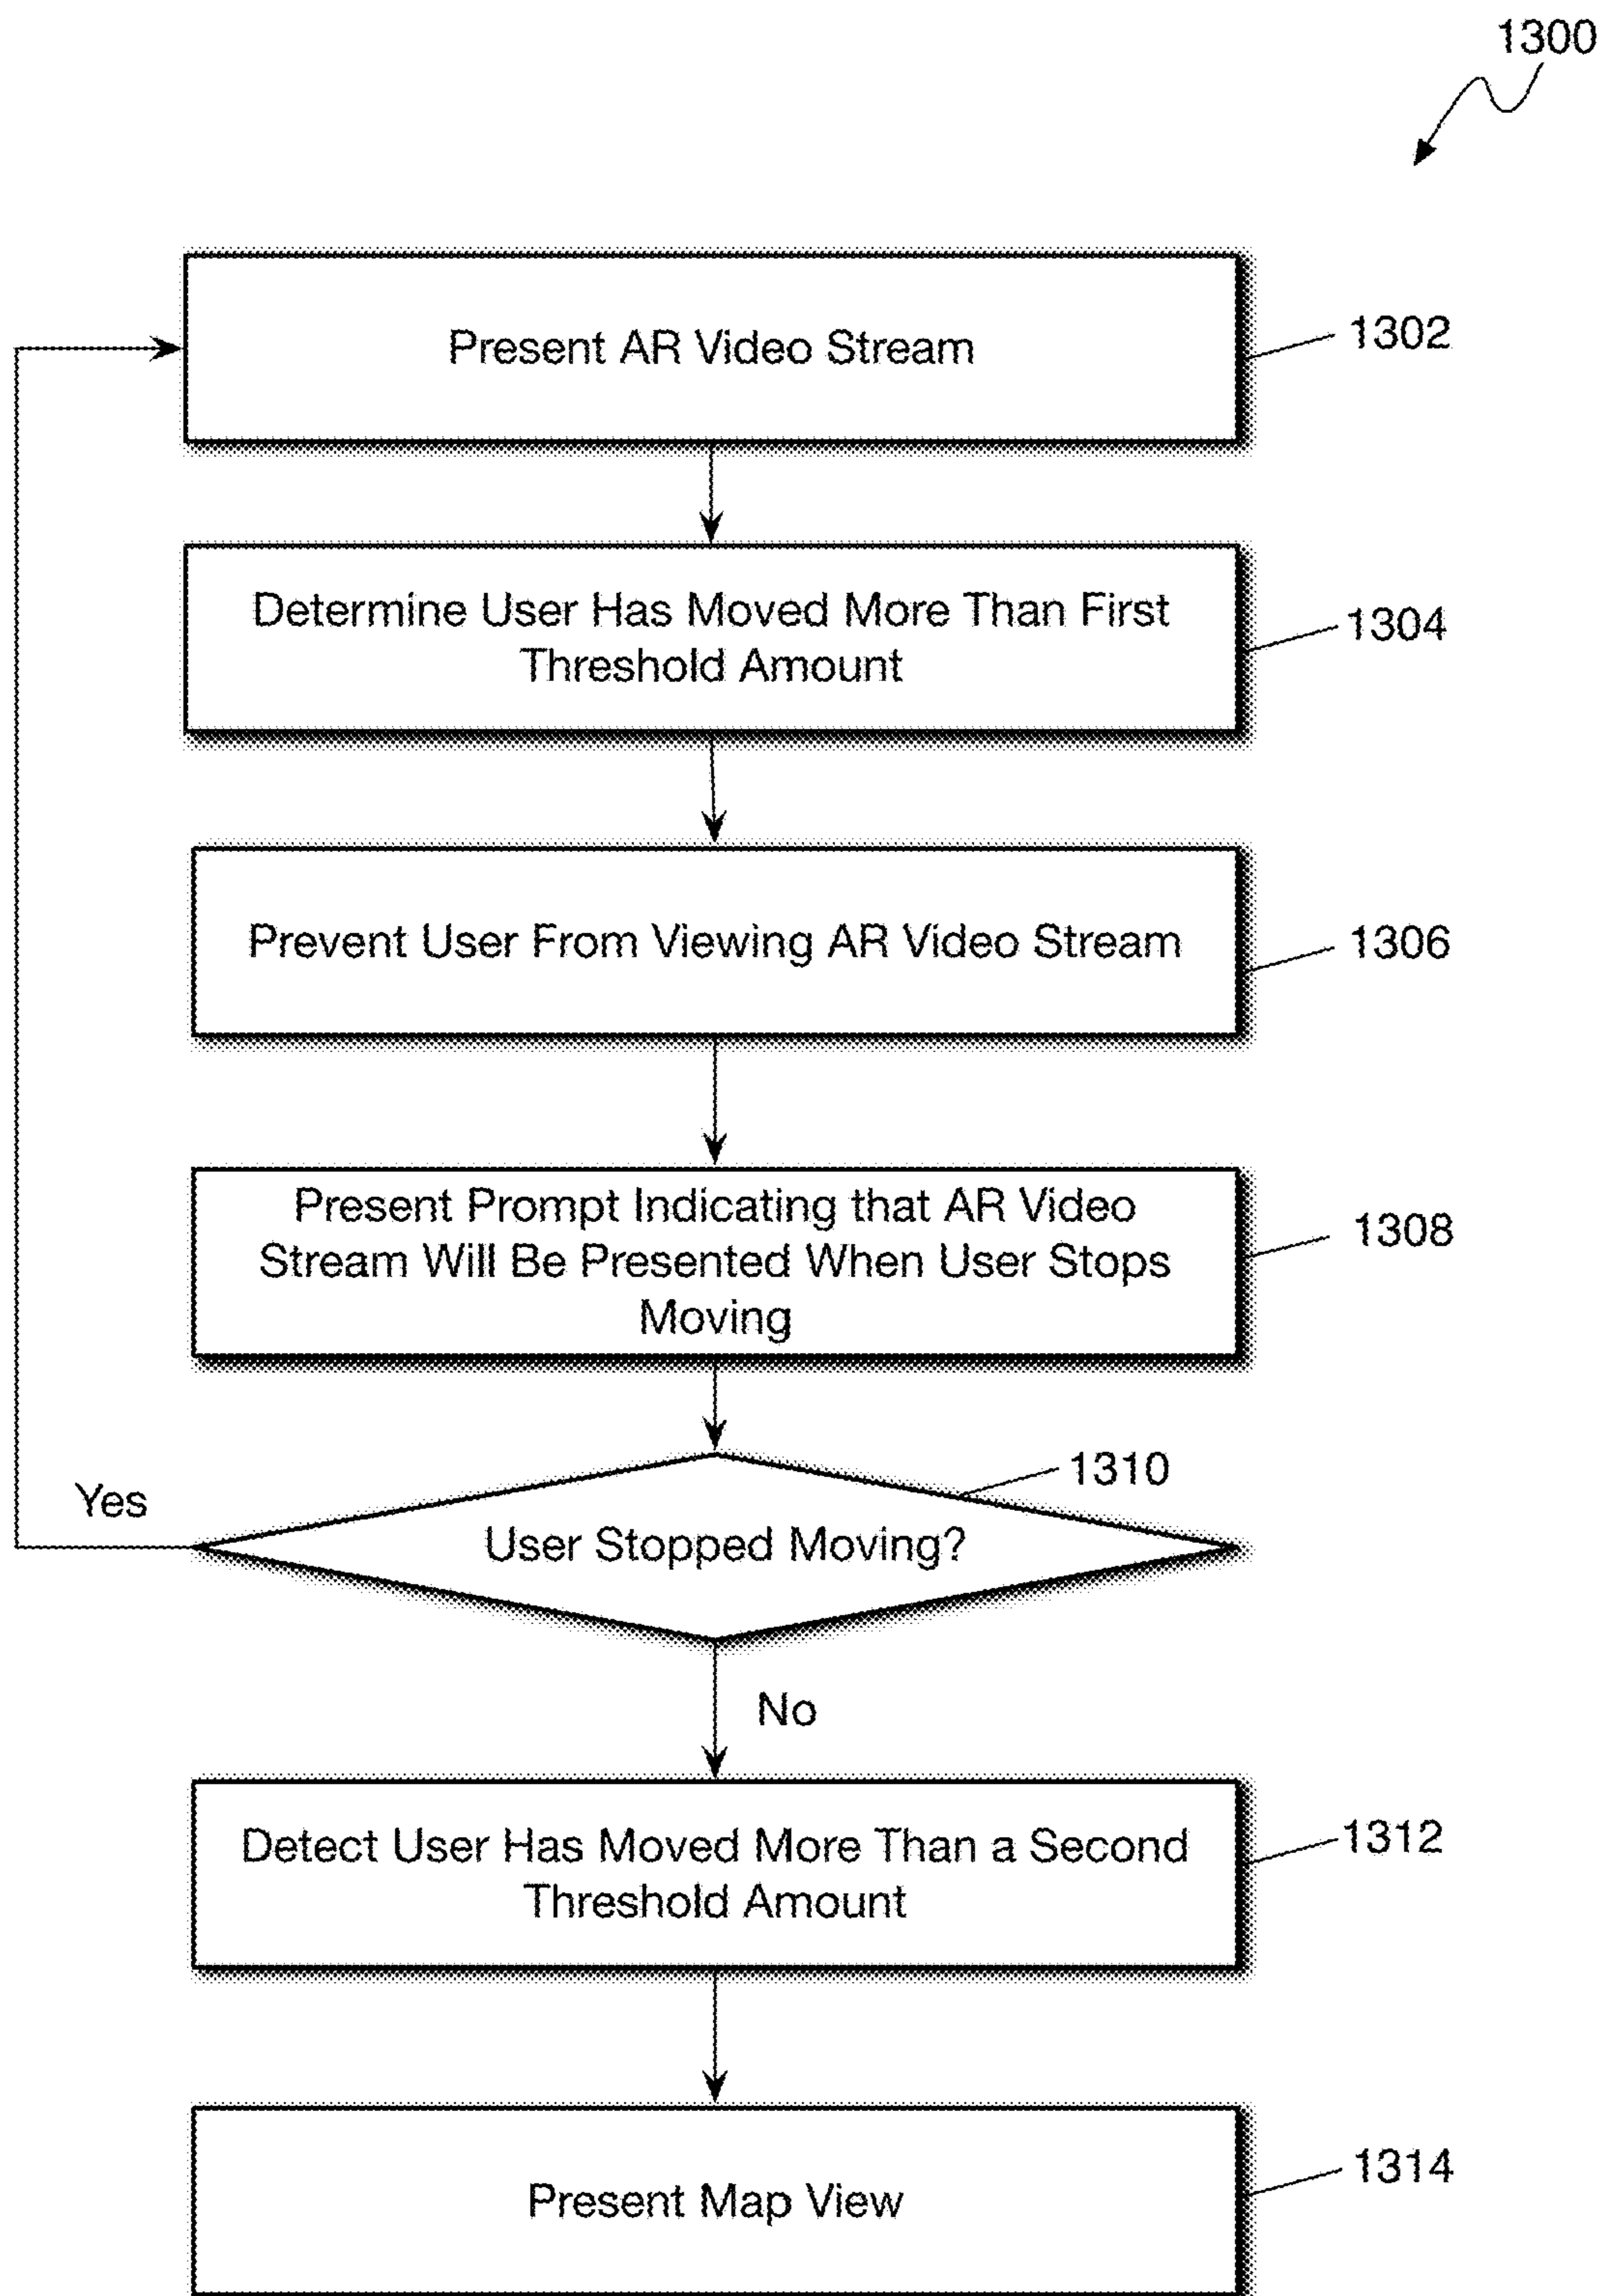 1300
Present AR Video Stream
1302
Determine User Has Moved More Than First
Threshold Amount
1304
Prevent User From Viewing AR Video Stream
1306
Present Prompt Indicating that AR Video
Stream Will Be Presented When User Stops
Moving
1308
1310
Yes
User Stopped Moving?
No
Detect User Has Moved More Than a Second
Threshold Amount
1312
Present Map View
1314